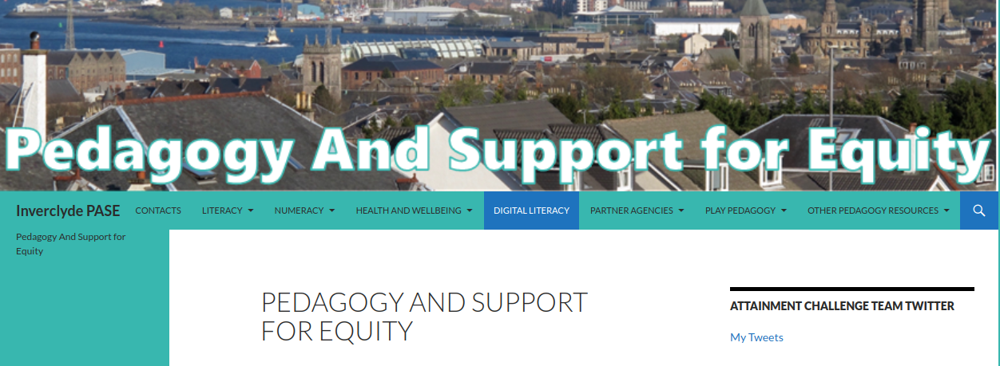 Pedagogy And Support for Equity
Inverclyde PASE
CONTACTS
LITERACY
NUMERACY
HEALTH AND WELLBEING
DIGITAL LITERACY
PARTNER AGENCIES
PLAY PEDAGOGY
OTHER PEDAGOGY RESOURCES
Pedagogy And Support for
Equity
PEDAGOGY AND SUPPORT
FOR EQUITY
ATTAINMENT CHALLENGE TEAM TWITTER
My Tweets